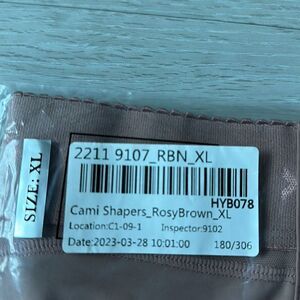 2211 9107_RBN_XL
HYB078
Cami Shapers_RosyBrown_XL
Location:C1-09-1 Inspector:9102
Date:2023-03-28 10:01:00 180/306
SIZE: XL